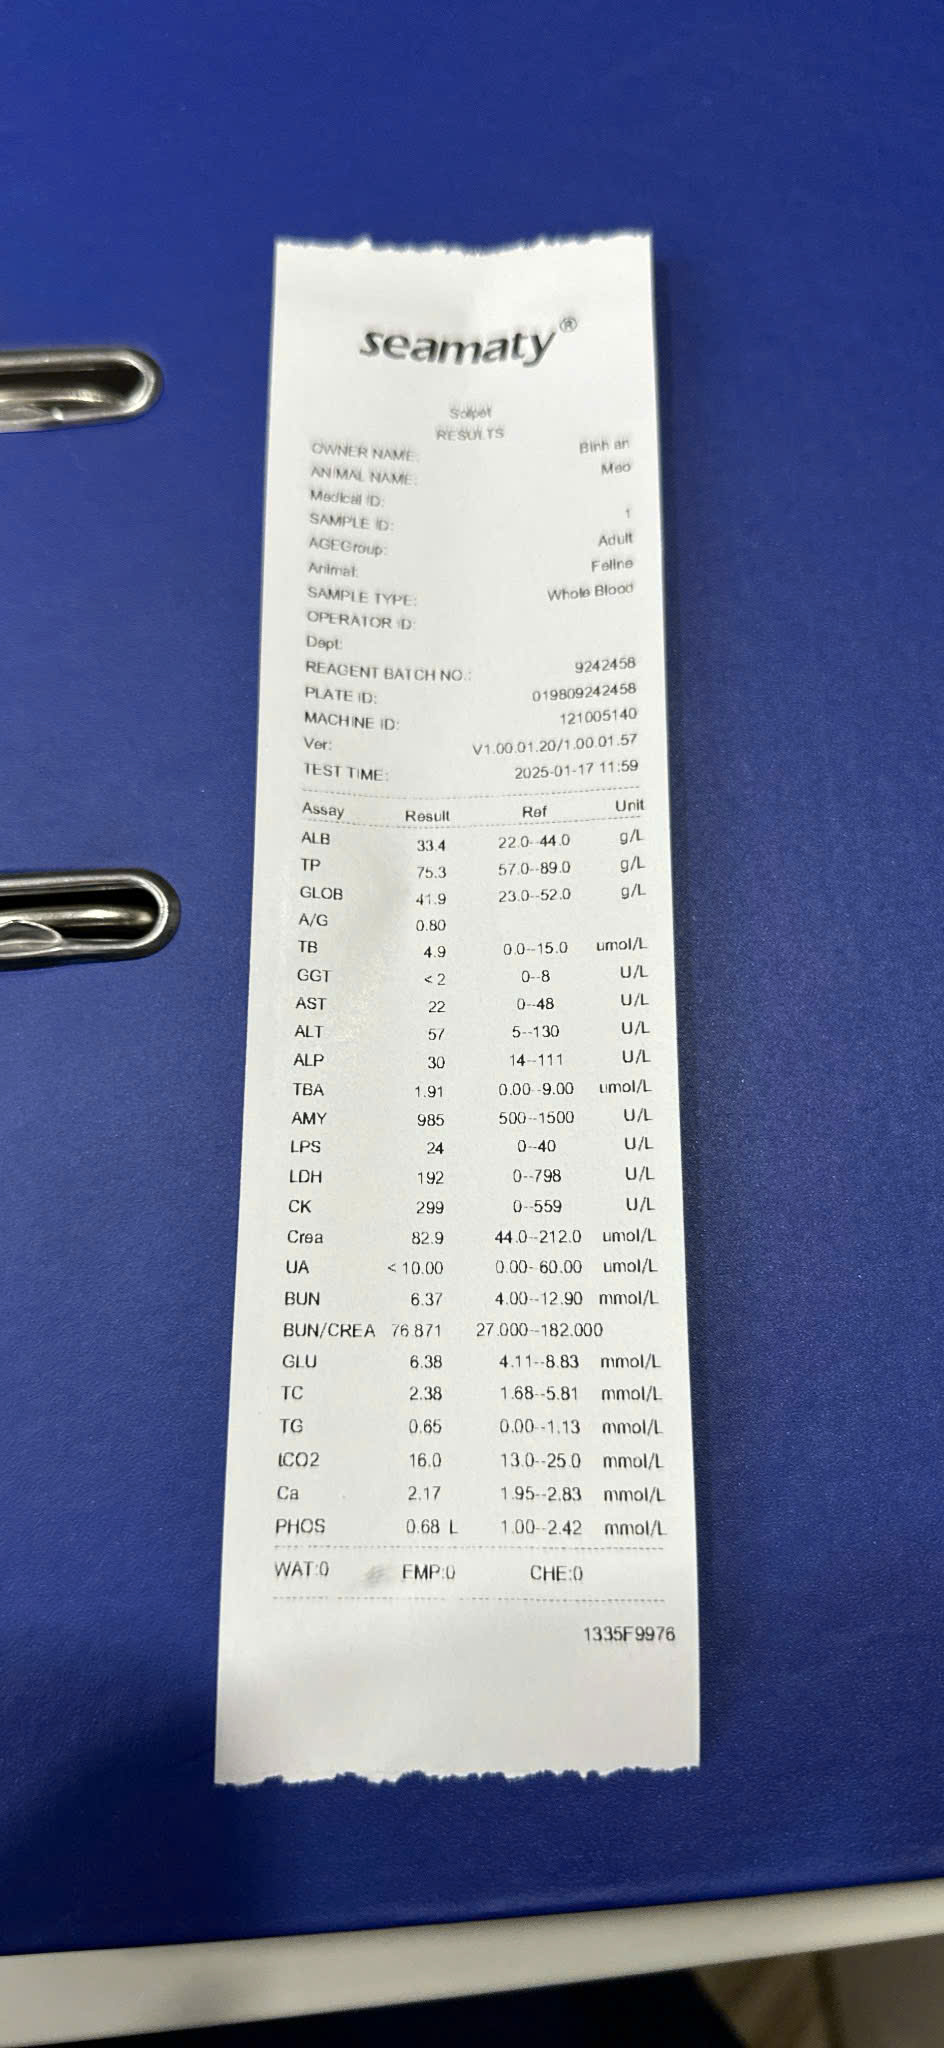 seamaty®
Solpet
RESULTS
OWNER NAME: Binh an
ANIMAL NAME: Meo
Medical ID:
SAMPLE ID: 1
AGEGroup: Adult
Animal: Feline
SAMPLE TYPE: Whole Blood
OPERATOR ID:
Dept:
REAGENT BATCH NO.: 9242458
PLATE ID: 019809242458
MACHINE ID: 121005140
Ver: V1.00.01.20/1.00.01.57
TEST TIME: 2025-01-17 11:59
Assay Result Ref Unit
ALB 33.4 22.0--44.0 g/L
TP 75.3 57.0--89.0 g/L
GLOB 41.9 23.0--52.0 g/L
A/G 0.80
TB 4.9 0.0--15.0 umol/L
GGT <2 0--8 U/L
AST 22 0--48 U/L
ALT 57 5--130 U/L
ALP 30 14--111 U/L
TBA 1.91 0.00--9.00 umol/L
AMY 985 500--1500 U/L
LPS 24 0--40 U/L
LDH 192 0--798 U/L
CK 299 0--559 U/L
Crea 82.9 44.0--212.0 umol/L
UA <10.00 0.00--60.00 umol/L
BUN 6.37 4.00--12.90 mmol/L
BUN/CREA 76.871 27.000--182.000
GLU 6.38 4.11--8.83 mmol/L
TC 2.38 1.68--5.81 mmol/L
TG 0.65 0.00--1.13 mmol/L
tCO2 16.0 13.0--25.0 mmol/L
Ca 2.17 1.95--2.83 mmol/L
PHOS 0.68 L 1.00--2.42 mmol/L
WAT:0 EMP:0 CHE:0
1335F9976